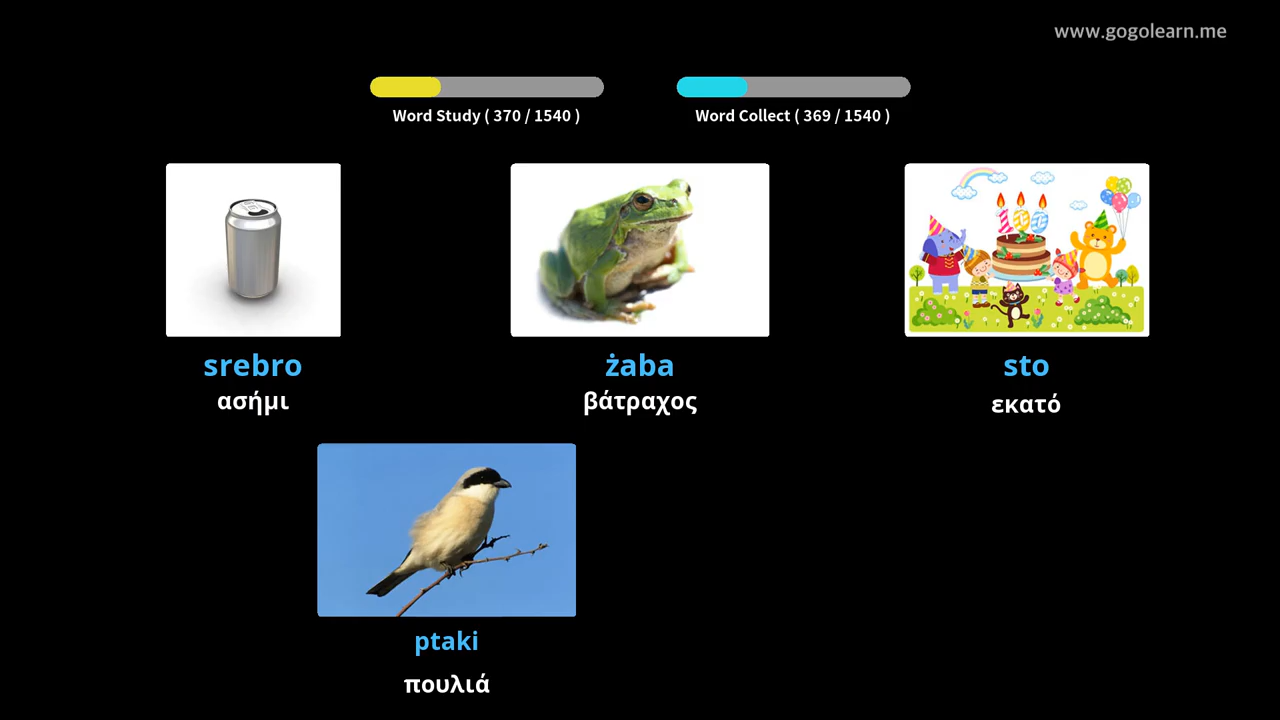 www.gogolearn.me
Word Study ( 370 / 1540 )
Word Collect ( 369 / 1540 )
srebro
ασήμι
żaba
βάτραχος
sto
εκατό
100
ptaki
πουλιά